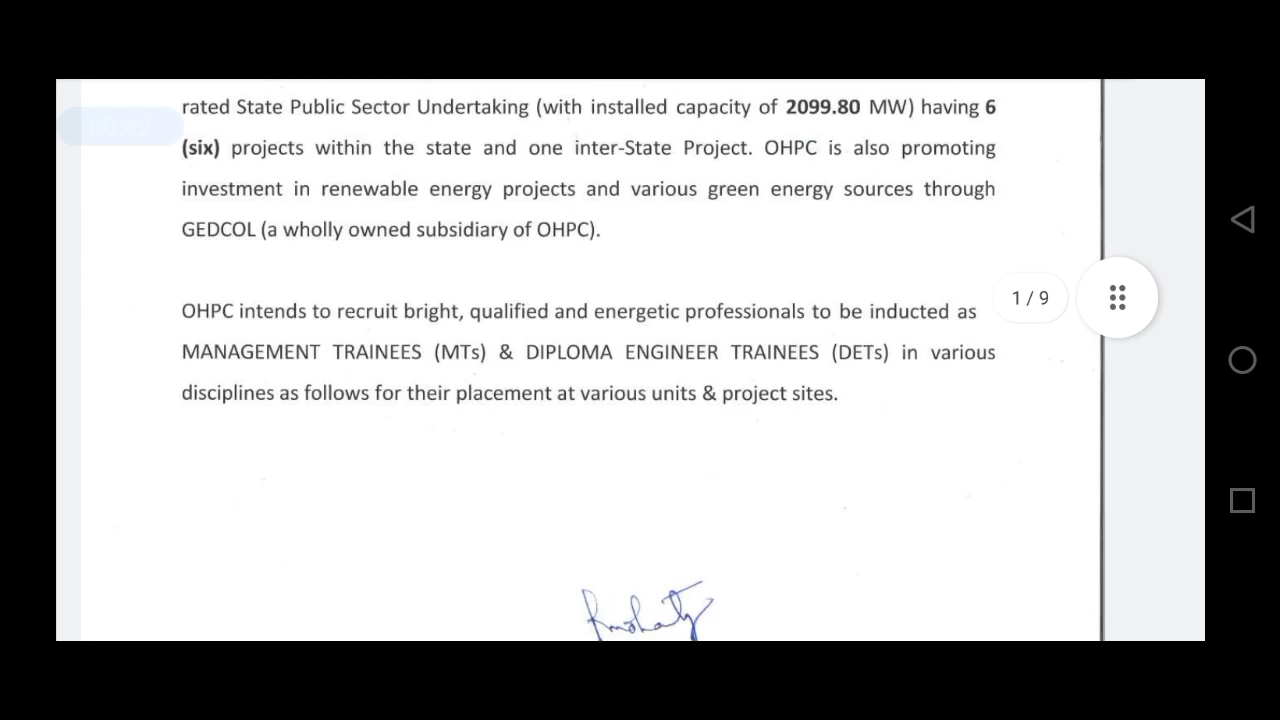 rated State Public Sector Undertaking (with installed capacity of 2099.80 MW) having 6
(six) projects within the state and one inter-State Project. OHPC is also promoting
investment in renewable energy projects and various green energy sources through
GEDCOL (a wholly owned subsidiary of OHPC).
1 / 9
OHPC intends to recruit bright, qualified and energetic professionals to be inducted as
MANAGEMENT TRAINEES (MTs) & DIPLOMA ENGINEER TRAINEES (DETs) in various
disciplines as follows for their placement at various units & project sites.